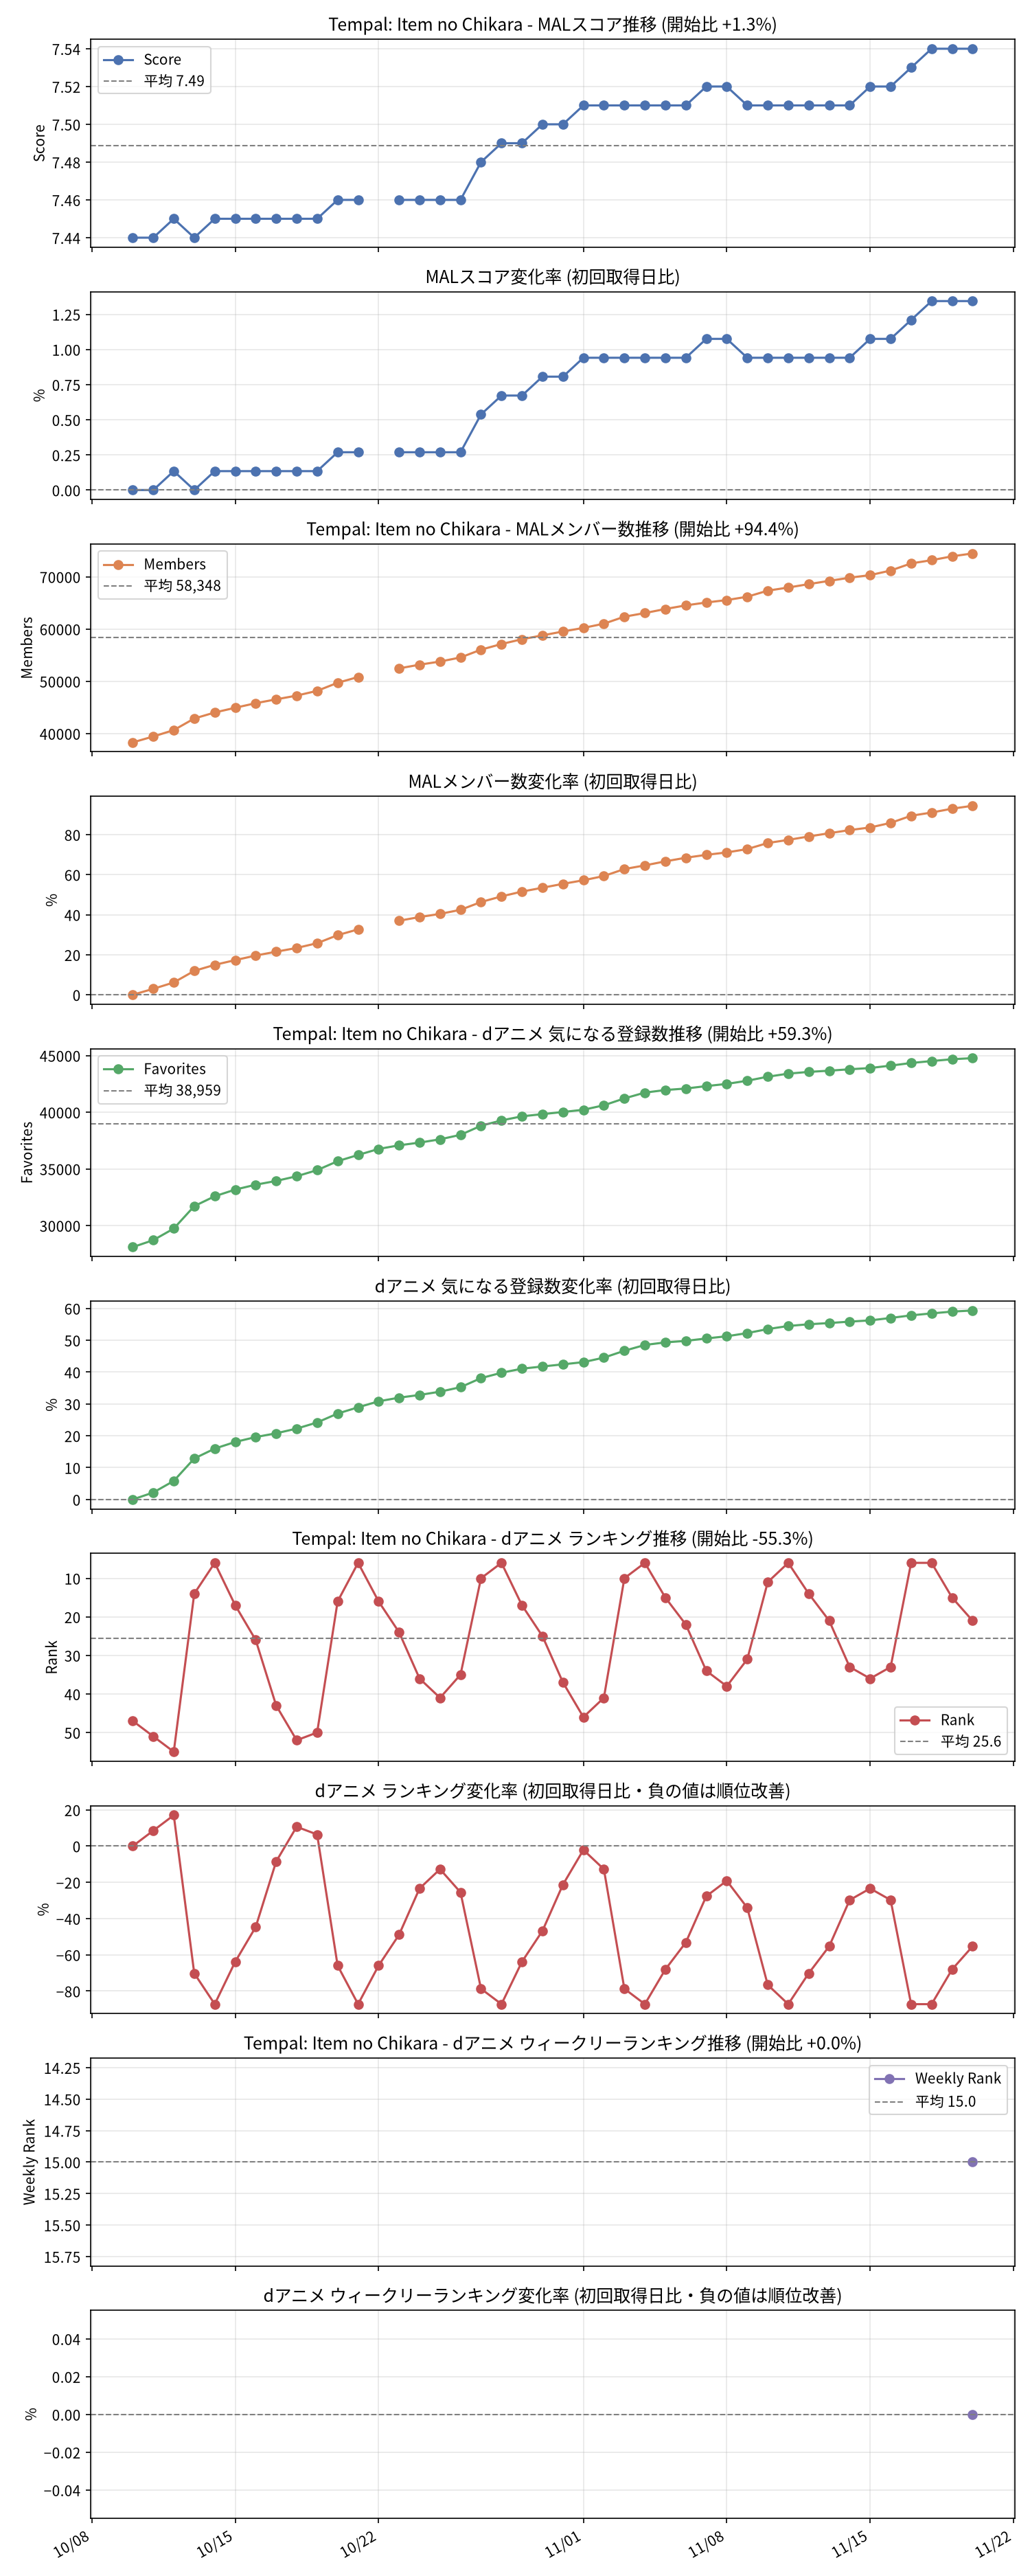 Tempal: Item no Chikara - MALスコア推移 (開始比 +1.3%)
Score
7.54
7.52
7.50
7.48
7.46
7.44
Score
平均 7.49
MALスコア変化率 (初回取得日比)
%
1.25
1.00
0.75
0.50
0.25
0.00
Tempal: Item no Chikara - MALメンバー数推移 (開始比 +94.4%)
Members
70000
60000
50000
40000
Members
平均 58,348
MALメンバー数変化率 (初回取得日比)
%
80
60
40
20
0
Tempal: Item no Chikara - dアニメ 気になる登録数推移 (開始比 +59.3%)
Favorites
45000
40000
35000
30000
Favorites
平均 38,959
dアニメ 気になる登録数変化率 (初回取得日比)
%
60
50
40
30
20
10
0
Tempal: Item no Chikara - dアニメ ランキング推移 (開始比 -55.3%)
Rank
10
20
30
40
50
Rank
平均 25.6
dアニメ ランキング変化率 (初回取得日比・負の値は順位改善)
%
20
0
−20
−40
−60
−80
Tempal: Item no Chikara - dアニメ ウィークリーランキング推移 (開始比 +0.0%)
Weekly Rank
14.25
14.50
14.75
15.00
15.25
15.50
15.75
Weekly Rank
平均 15.0
dアニメ ウィークリーランキング変化率 (初回取得日比・負の値は順位改善)
%
0.04
0.02
0.00
−0.02
−0.04
10/08
10/15
10/22
11/01
11/08
11/15
11/22